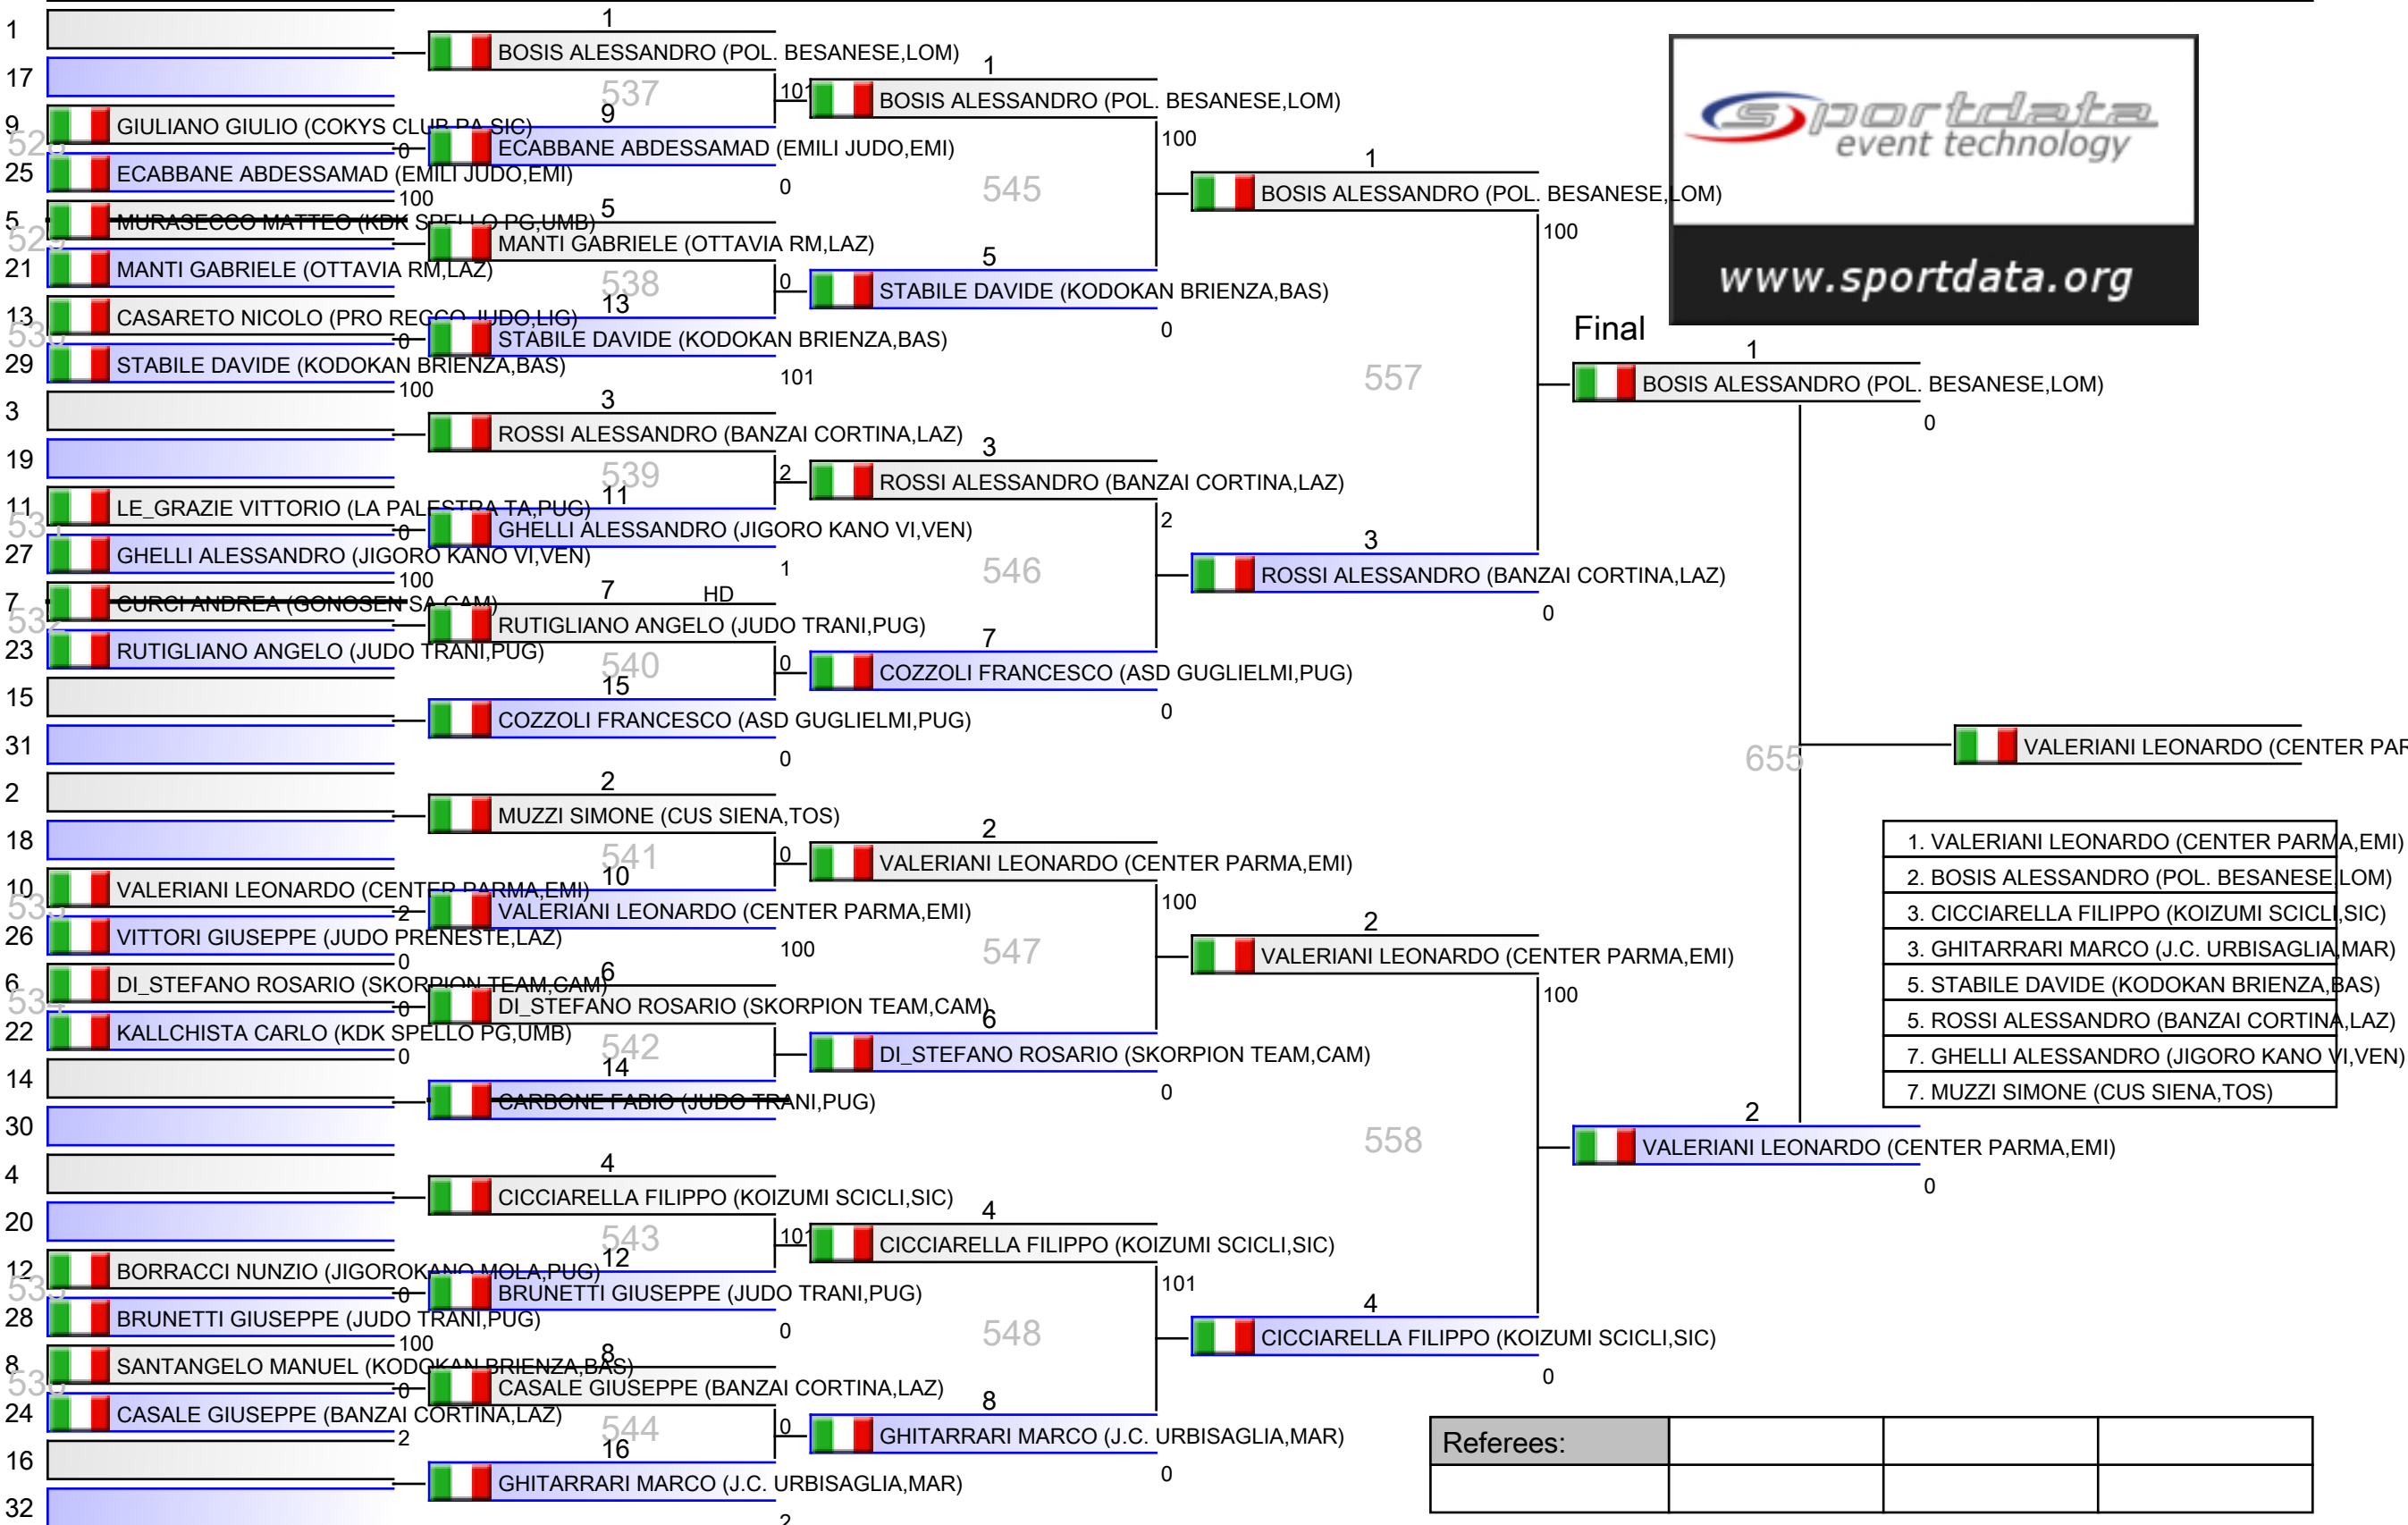 1
17
9
GIULIANO GIULIO (COKYS CLUB PA,SIC)
0
25
ECABBANE ABDESSAMAD (EMILI JUDO,EMI)
100
5
MURASECCO MATTEO (KDK SPELLO PG,UMB)
21
MANTI GABRIELE (OTTAVIA RM,LAZ)
13
CASARETO NICOLO (PRO RECCO JUDO,LIG)
0
29
STABILE DAVIDE (KODOKAN BRIENZA,BAS)
100
3
19
11
LE_GRAZIE VITTORIO (LA PALESTRA TA,PUG)
0
27
GHELLI ALESSANDRO (JIGORO KANO VI,VEN)
100
7
CURCI ANDREA (GONOSEN SA,CAM)
23
RUTIGLIANO ANGELO (JUDO TRANI,PUG)
15
31
2
18
10
VALERIANI LEONARDO (CENTER PARMA,EMI)
2
26
VITTORI GIUSEPPE (JUDO PRENESTE,LAZ)
0
6
DI_STEFANO ROSARIO (SKORPION TEAM,CAM)
0
22
KALLCHISTA CARLO (KDK SPELLO PG,UMB)
0
14
30
4
20
12
BORRACCI NUNZIO (JIGOROKANO MOLA,PUG)
0
28
BRUNETTI GIUSEPPE (JUDO TRANI,PUG)
100
8
SANTANGELO MANUEL (KODOKAN BRIENZA,BAS)
0
24
CASALE GIUSEPPE (BANZAI CORTINA,LAZ)
2
16
32
1
BOSIS ALESSANDRO (POL. BESANESE,LOM)
537
101
9
ECABBANE ABDESSAMAD (EMILI JUDO,EMI)
0
5
MANTI GABRIELE (OTTAVIA RM,LAZ)
538
0
13
STABILE DAVIDE (KODOKAN BRIENZA,BAS)
101
3
ROSSI ALESSANDRO (BANZAI CORTINA,LAZ)
539
2
11
GHELLI ALESSANDRO (JIGORO KANO VI,VEN)
1
7
HD
RUTIGLIANO ANGELO (JUDO TRANI,PUG)
540
0
15
COZZOLI FRANCESCO (ASD GUGLIELMI,PUG)
0
2
MUZZI SIMONE (CUS SIENA,TOS)
541
0
10
VALERIANI LEONARDO (CENTER PARMA,EMI)
100
6
DI_STEFANO ROSARIO (SKORPION TEAM,CAM)
542
14
CARBONE FABIO (JUDO TRANI,PUG)
4
CICCIARELLA FILIPPO (KOIZUMI SCICLI,SIC)
543
101
12
BRUNETTI GIUSEPPE (JUDO TRANI,PUG)
0
8
CASALE GIUSEPPE (BANZAI CORTINA,LAZ)
544
0
16
GHITARRARI MARCO (J.C. URBISAGLIA,MAR)
2
1
BOSIS ALESSANDRO (POL. BESANESE,LOM)
100
545
5
STABILE DAVIDE (KODOKAN BRIENZA,BAS)
0
3
ROSSI ALESSANDRO (BANZAI CORTINA,LAZ)
2
546
7
COZZOLI FRANCESCO (ASD GUGLIELMI,PUG)
0
2
VALERIANI LEONARDO (CENTER PARMA,EMI)
100
547
6
DI_STEFANO ROSARIO (SKORPION TEAM,CAM)
0
4
CICCIARELLA FILIPPO (KOIZUMI SCICLI,SIC)
101
548
8
GHITARRARI MARCO (J.C. URBISAGLIA,MAR)
0
1
BOSIS ALESSANDRO (POL. BESANESE,LOM)
100
557
3
ROSSI ALESSANDRO (BANZAI CORTINA,LAZ)
0
2
VALERIANI LEONARDO (CENTER PARMA,EMI)
100
558
4
CICCIARELLA FILIPPO (KOIZUMI SCICLI,SIC)
0
sportdata
event technology
www.sportdata.org
Final
1
BOSIS ALESSANDRO (POL. BESANESE,LOM)
0
655
2
VALERIANI LEONARDO (CENTER PARMA,EMI)
0
VALERIANI LEONARDO (CENTER PAR
1. VALERIANI LEONARDO (CENTER PARMA,EMI)
2. BOSIS ALESSANDRO (POL. BESANESE,LOM)
3. CICCIARELLA FILIPPO (KOIZUMI SCICLI,SIC)
3. GHITARRARI MARCO (J.C. URBISAGLIA,MAR)
5. STABILE DAVIDE (KODOKAN BRIENZA,BAS)
5. ROSSI ALESSANDRO (BANZAI CORTINA,LAZ)
7. GHELLI ALESSANDRO (JIGORO KANO VI,VEN)
7. MUZZI SIMONE (CUS SIENA,TOS)
Referees: